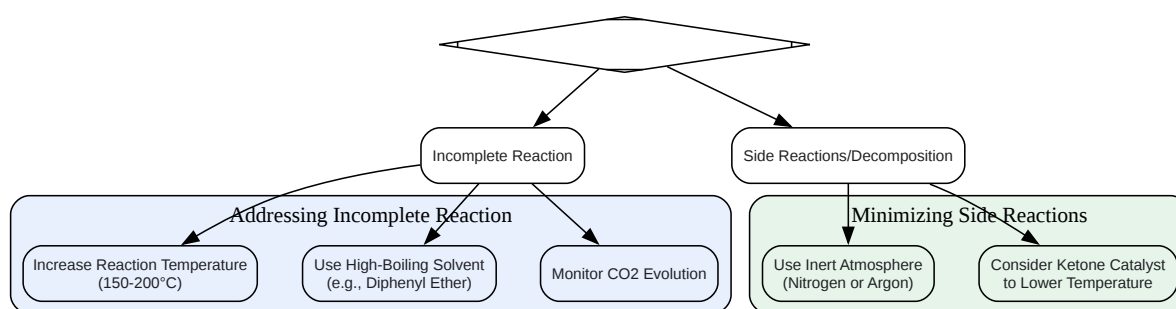 Incomplete Reaction
Side Reactions/Decomposition
Addressing Incomplete Reaction
Minimizing Side Reactions
Increase Reaction Temperature
(150-200°C)
Use High-Boiling Solvent
(e.g., Diphenyl Ether)
Monitor CO2 Evolution
Use Inert Atmosphere
(Nitrogen or Argon)
Consider Ketone Catalyst
to Lower Temperature